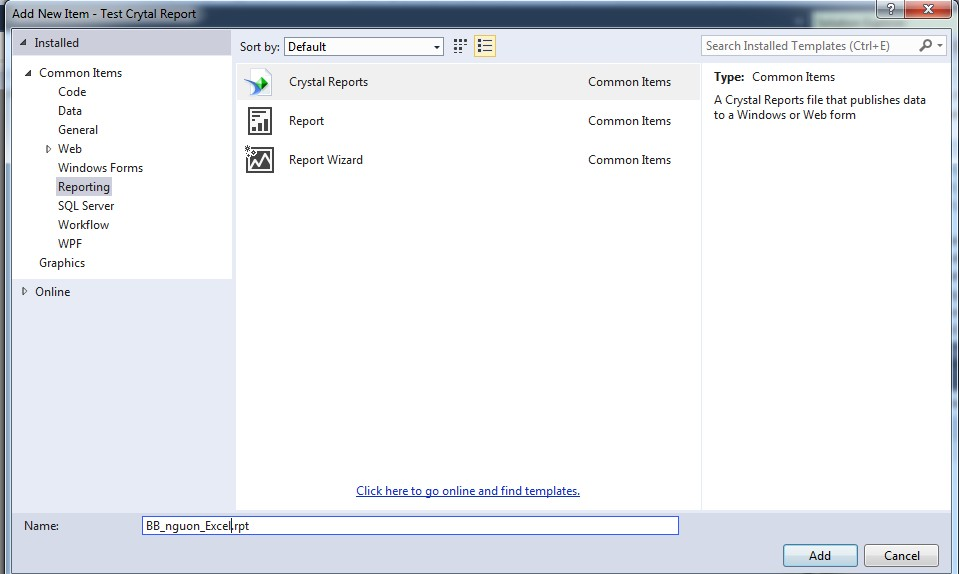 Add New Item - Test Crytal Report
?
Installed
Sort by: Default
Search Installed Templates (Ctrl+E)
Common Items
Code
Data
General
Web
Windows Forms
Reporting
SQL Server
Workflow
WPF
Graphics
Online
Crystal Reports Common Items
Report Common Items
Report Wizard Common Items
Type: Common Items
A Crystal Reports file that publishes data
to a Windows or Web form
Click here to go online and find templates.
Name: BB_nguon_Excel.rpt
Add Cancel